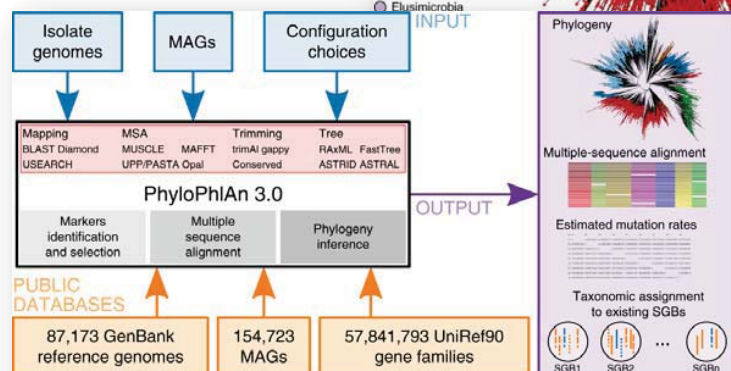 Elusimicrobia
INPUT
Isolate
genomes
MAGs
Configuration
choices
Mapping
BLAST Diamond
USEARCH
MSA
MUSCLE MAFFT
UPP/PASTA Opal
Trimming
trimAl gappy
Conserved
Tree
RAxML FastTree
ASTRID ASTRAL
PhyloPhlAn 3.0
Markers
identification
and selection
Multiple
sequence
alignment
Phylogeny
inference
OUTPUT
PUBLIC
DATABASES
87,173 GenBank
reference genomes
154,723
MAGs
57,841,793 UniRef90
gene families
Phylogeny
Multiple-sequence alignment
Estimated mutation rates
Taxonomic assignment
to existing SGBs
...
SGB1 SGB2 SGBn